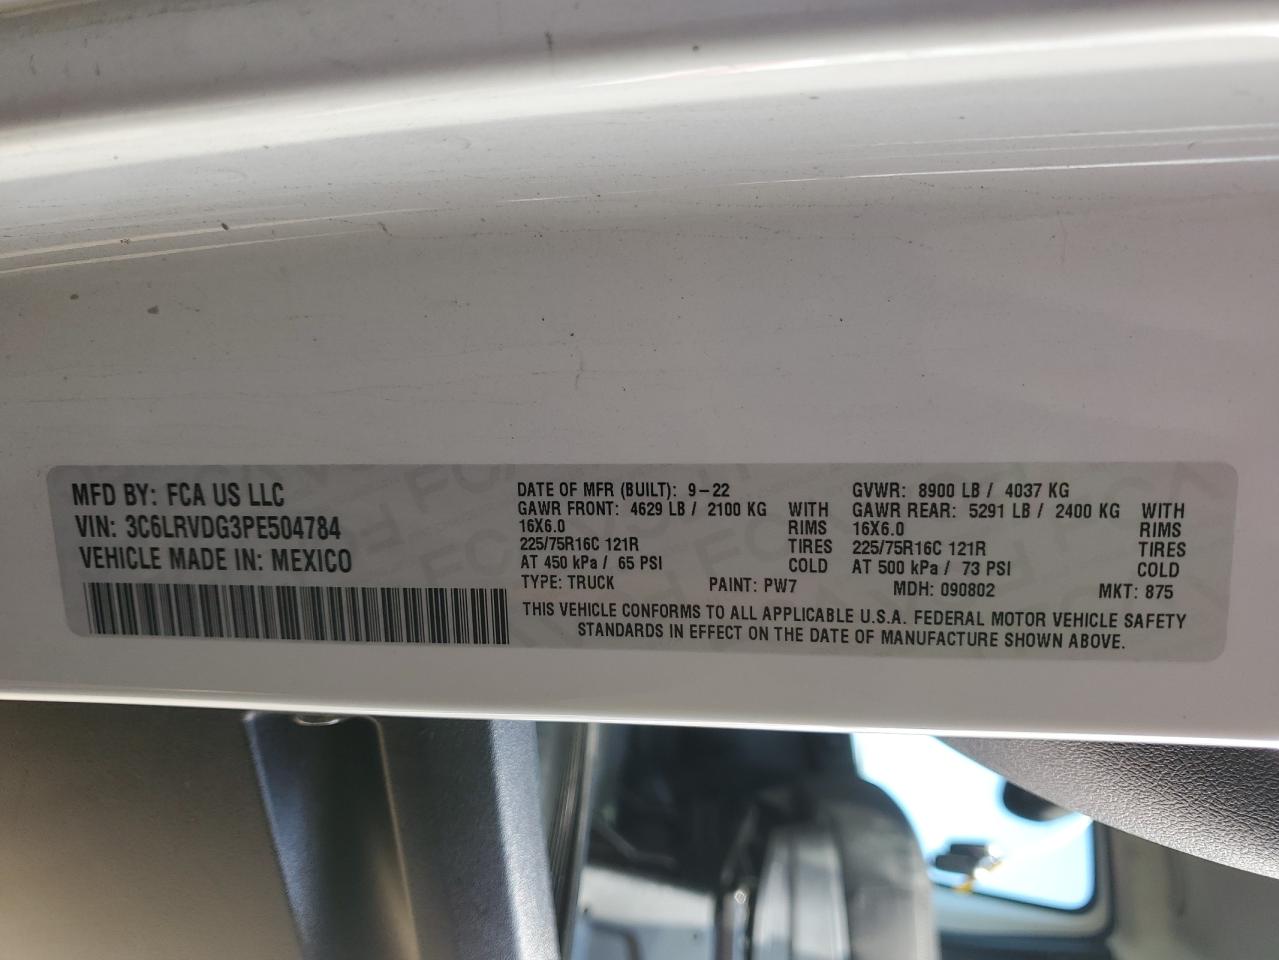 MFD BY: FCA US LLC
VIN: 3C6LRVDG3PE504784
VEHICLE MADE IN: MEXICO
DATE OF MFR (BUILT): 9-22
GAWR FRONT: 4629 LB / 2100 KG WITH
16X6.0 RIMS
225/75R16C 121R TIRES
AT 450 kPa / 65 PSI COLD
GVWR: 8900 LB / 4037 KG
GAWR REAR: 5291 LB / 2400 KG WITH
16X6.0 RIMS
225/75R16C 121R TIRES
AT 500 kPa / 73 PSI COLD
TYPE: TRUCK PAINT: PW7 MDH: 090802 MKT: 875
THIS VEHICLE CONFORMS TO ALL APPLICABLE U.S.A. FEDERAL MOTOR VEHICLE SAFETY
STANDARDS IN EFFECT ON THE DATE OF MANUFACTURE SHOWN ABOVE.